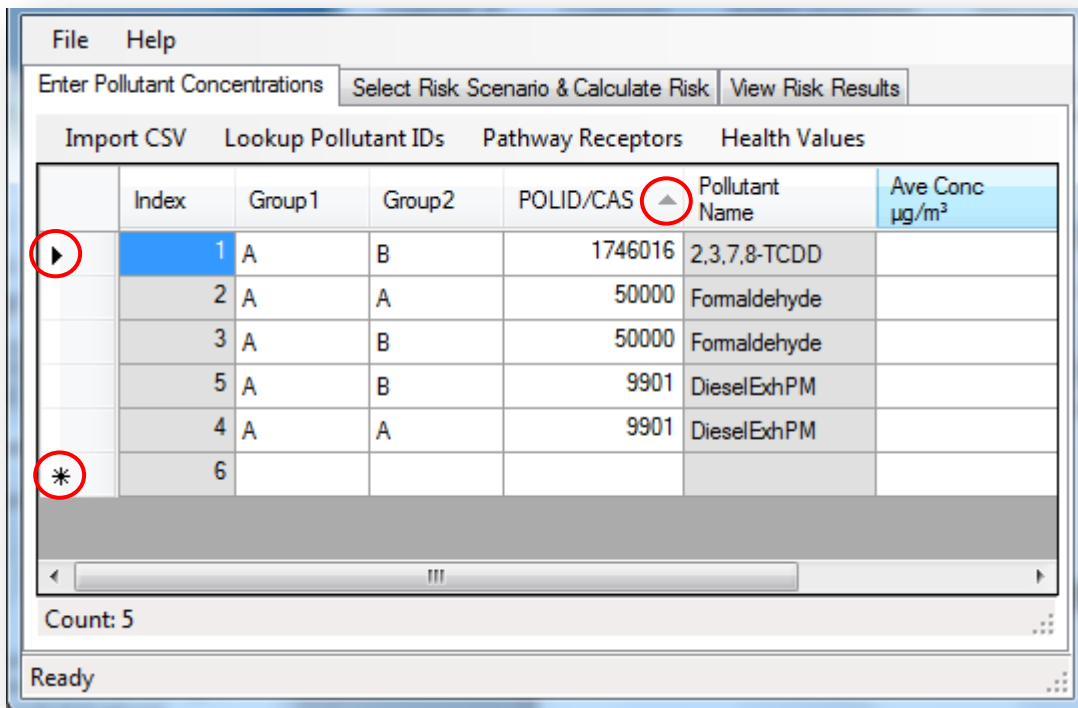 File Help
Enter Pollutant Concentrations Select Risk Scenario & Calculate Risk View Risk Results
Import CSV Lookup Pollutant IDs Pathway Receptors Health Values
Index Group1 Group2 POLID/CAS Pollutant Name Ave Conc µg/m³
1 A B 1746016 2,3,7,8-TCDD
2 A A 50000 Formaldehyde
3 A B 50000 Formaldehyde
5 A B 9901 DieselExhPM
4 A A 9901 DieselExhPM
6
Count: 5
Ready